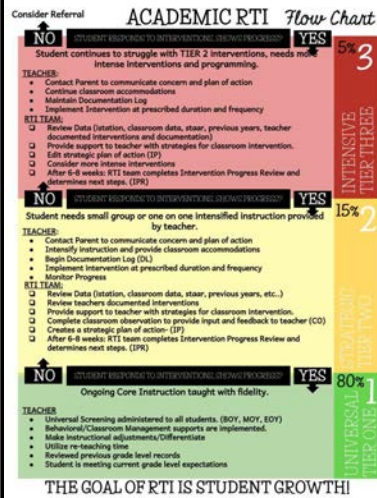 Consider Referral
ACADEMIC RTI Flow Chart
NO
STUDENT RESPONDS TO INTERVENTIONS, SHOWS PROGRESS?
YES
Student continues to struggle with TIER 2 interventions, needs more
intense interventions and programming.
TEACHER:
• Contact Parent to communicate concern and plan of action
• Continue classroom accommodations
• Maintain Documentation Log
• Implement Intervention at prescribed duration and frequency
RTI TEAM:
❑ Review Data (istation, classroom data, staar, previous years, teacher
documented interventions and documentation)
❑ Provide support to teacher with strategies for classroom intervention.
❑ Edit strategic plan of action (IP)
❑ Consider more intense interventions
❑ After 6-8 weeks: RTI team completes Intervention Progress Review and
determines next steps. (IPR)
5%
3
INTENSIVE
TIER THREE
NO
STUDENT RESPONDS TO INTERVENTIONS, SHOWS PROGRESS?
YES
Student needs small group or one on one intensified instruction provided
by teacher.
TEACHER:
• Contact Parent to communicate concern and plan of action
• Intensify instruction and provide classroom accommodations
• Begin Documentation Log (DL)
• Implement intervention at prescribed duration and frequency
• Monitor Progress
RTI TEAM:
❑ Review Data (istation, classroom data, staar, previous years, etc..)
❑ Review teachers documented interventions
❑ Provide support to teacher with strategies for classroom intervention.
❑ Complete classroom observation to provide input and feedback to teacher (CO)
❑ Creates a strategic plan of action- (IP)
❑ After 6-8 weeks: RTI team completes Intervention Progress Review and
determines next steps. (IPR)
15%
2
STRATEGIC
TIER TWO
NO
STUDENT RESPONDS TO INTERVENTIONS, SHOWS PROGRESS?
YES
Ongoing Core Instruction taught with fidelity.
TEACHER
• Universal Screening administered to all students. (BOY, MOY, EOY)
• Behavioral/Classroom Management supports are implemented.
• Make instructional adjustments/Differentiate
• Utilize re-teaching time
• Reviewed previous grade level records
• Student is meeting current grade level expectations
80%
1
UNIVERSAL
TIER ONE
THE GOAL OF RTI IS STUDENT GROWTH!